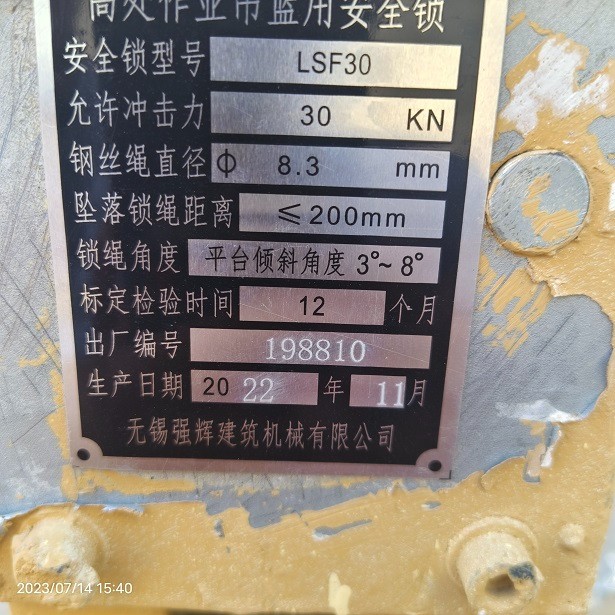 高处作业吊篮用安全锁
安全锁型号 LSF30
允许冲击力 30 KN
钢丝绳直径 Φ 8.3 mm
坠落锁绳距离 ≤200mm
锁绳角度 平台倾斜角度 3°~8°
标定检验时间 12 个月
出厂编号 198810
生产日期 2022 年 11月
无锡强辉建筑机械有限公司
2023/07/14 15:40